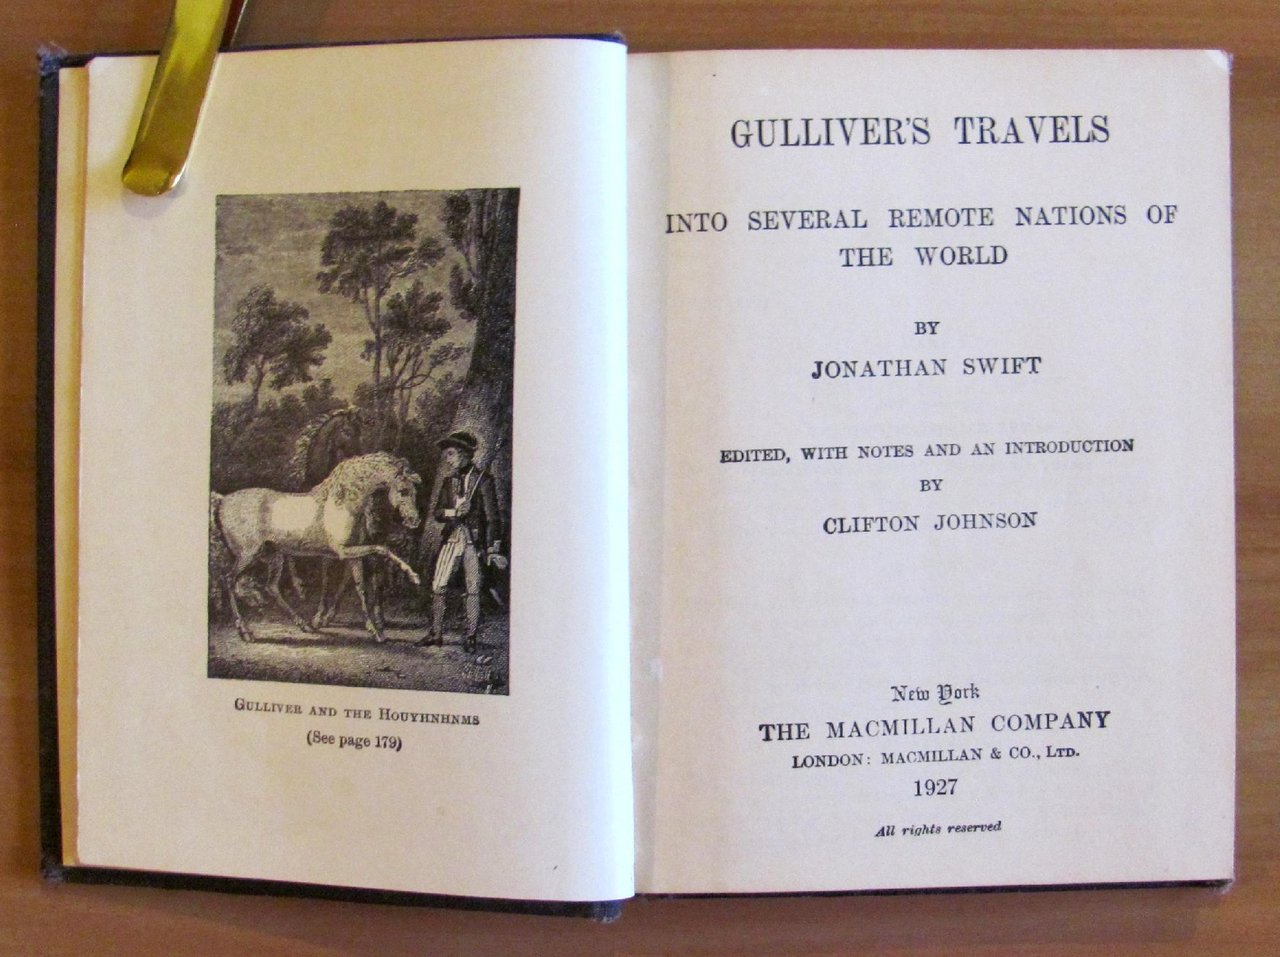 GULLIVER AND THE HOUYHNHNMS
(See page 179)
GULLIVER'S TRAVELS
INTO SEVERAL REMOTE NATIONS OF
THE WORLD
BY
JONATHAN SWIFT
EDITED, WITH NOTES AND AN INTRODUCTION
BY
CLIFTON JOHNSON
New York
THE MACMILLAN COMPANY
LONDON: MACMILLAN & CO., LTD.
1927
All rights reserved